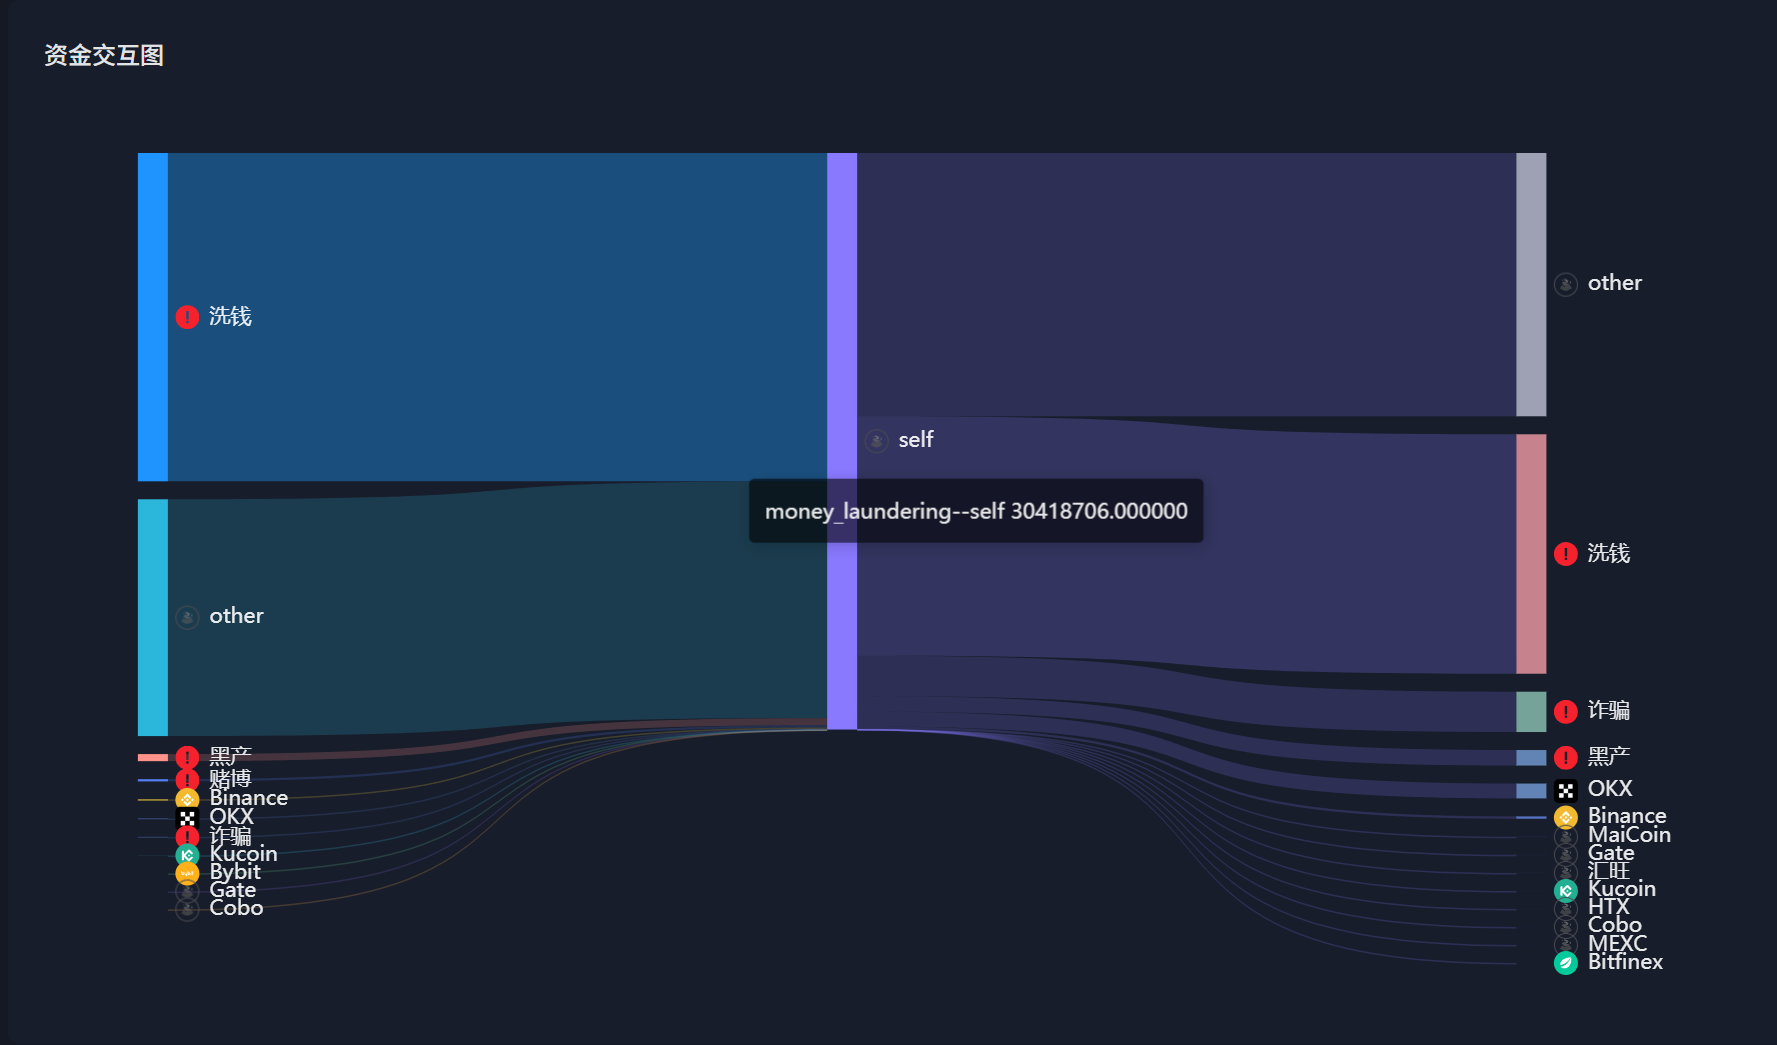 资金交互图
洗钱
other
黑产
赌博
Binance
OKX
诈骗
Kucoin
Bybit
Gate
Cobo
self
money_laundering--self 30418706.000000
other
洗钱
诈骗
黑产
OKX
Binance
MaiCoin
Gate
汇旺
Kucoin
HTX
Cobo
MEXC
Bitfinex